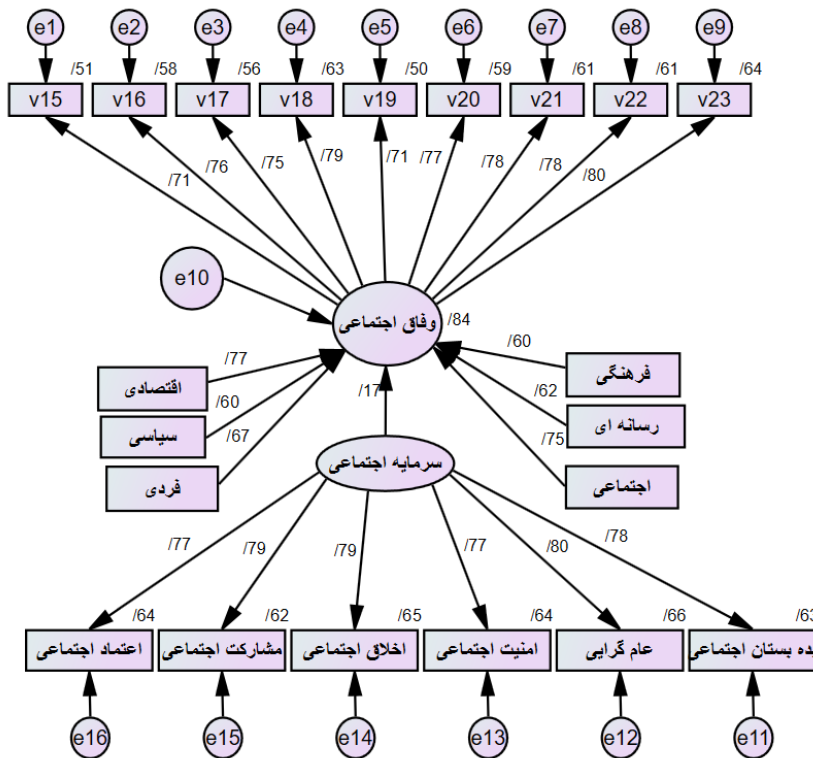 e1 e2 e3 e4 e5 e6 e7 e8 e9
/51 /58 /56 /63 /50 /59 /61 /61 /64
v15 v16 v17 v18 v19 v20 v21 v22 v23
/71 /76 /75 /79 /71 /77 /78 /78 /80
e10
وفاق اجتماعی
/84
/77
اقتصادی
/60
سیاسی
/67
فردی
/17
/60
فرهنگی
/62
رسانه ای
/75
اجتماعی
سرمایه اجتماعی
/77 /79 /79 /77 /80 /78
/64 /62 /65 /64 /66 /63
اعتماد اجتماعی
مشارکت اجتماعی
اخلاق اجتماعی
امنیت اجتماعی
عام گرایی
ده بستان اجتماعی
e16 e15 e14 e13 e12 e11